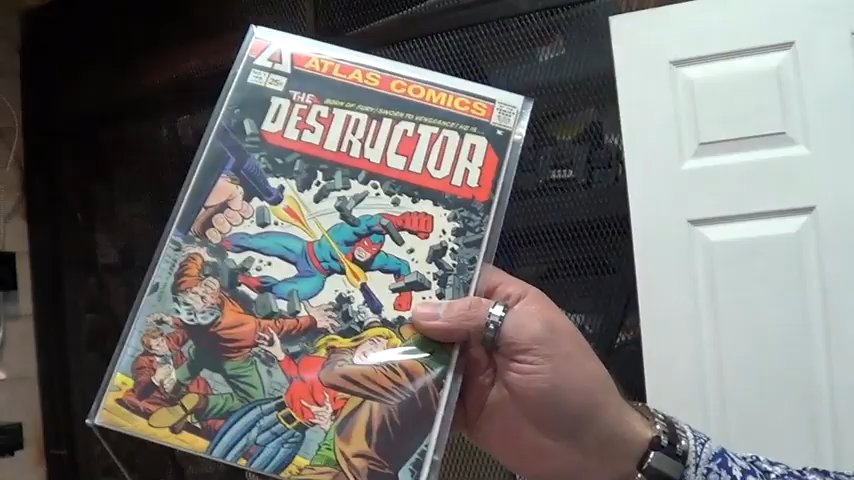 ATLAS COMICS
25¢
THE
BORN OF FURY! SWORN TO VENGEANCE! HE IS...
DESTRUCTOR